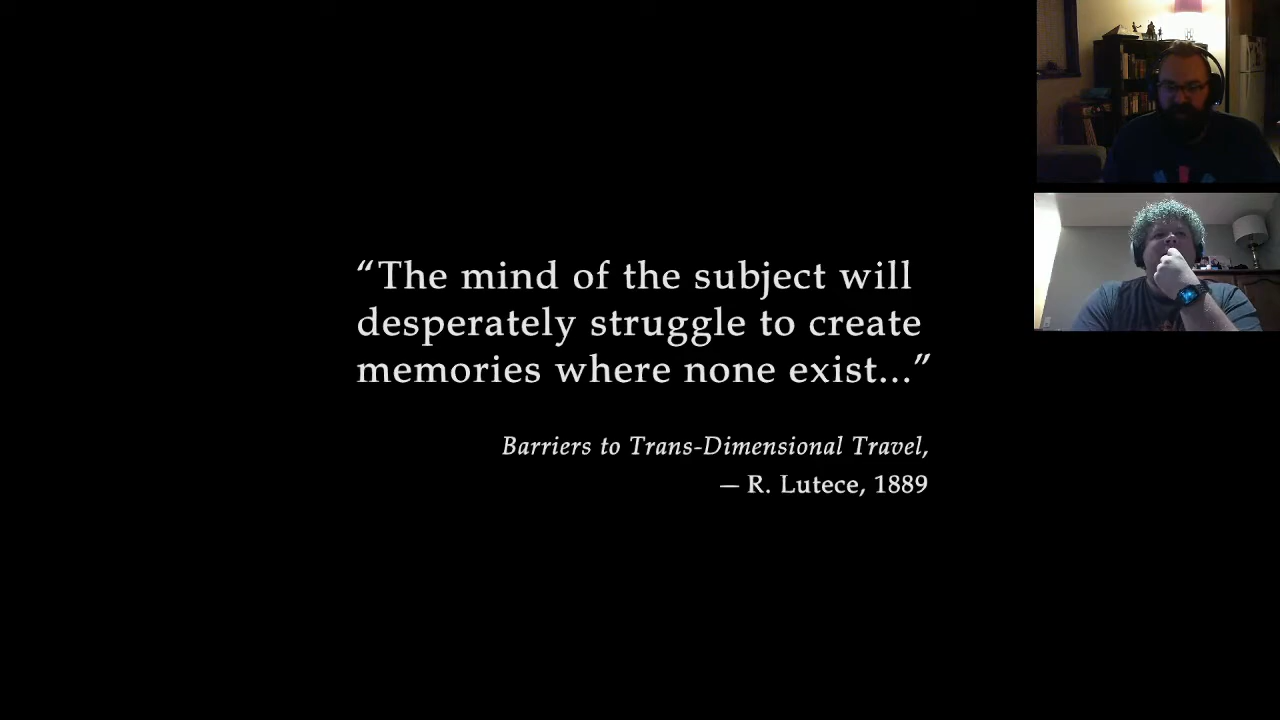 “The mind of the subject will
desperately struggle to create
memories where none exist...”
Barriers to Trans-Dimensional Travel,
— R. Lutece, 1889